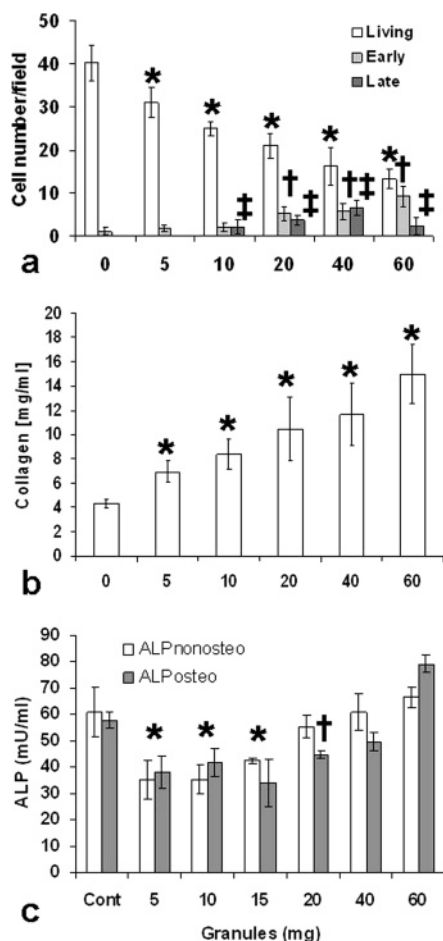 50
40
30
20
10
0
Cell number/field
Living
Early
Late
* * * * *
† † †
‡ ‡ ‡ ‡
0 5 10 20 40 60
a
20
18
16
14
12
10
8
6
4
2
0
Collagen [mg/ml]
* * * * *
0 5 10 20 40 60
b
90
80
70
60
50
40
30
20
10
0
ALP (mU/ml)
ALPnonosteo
ALPosteo
* * * †
Cont 5 10 15 20 40 60
c
Granules (mg)